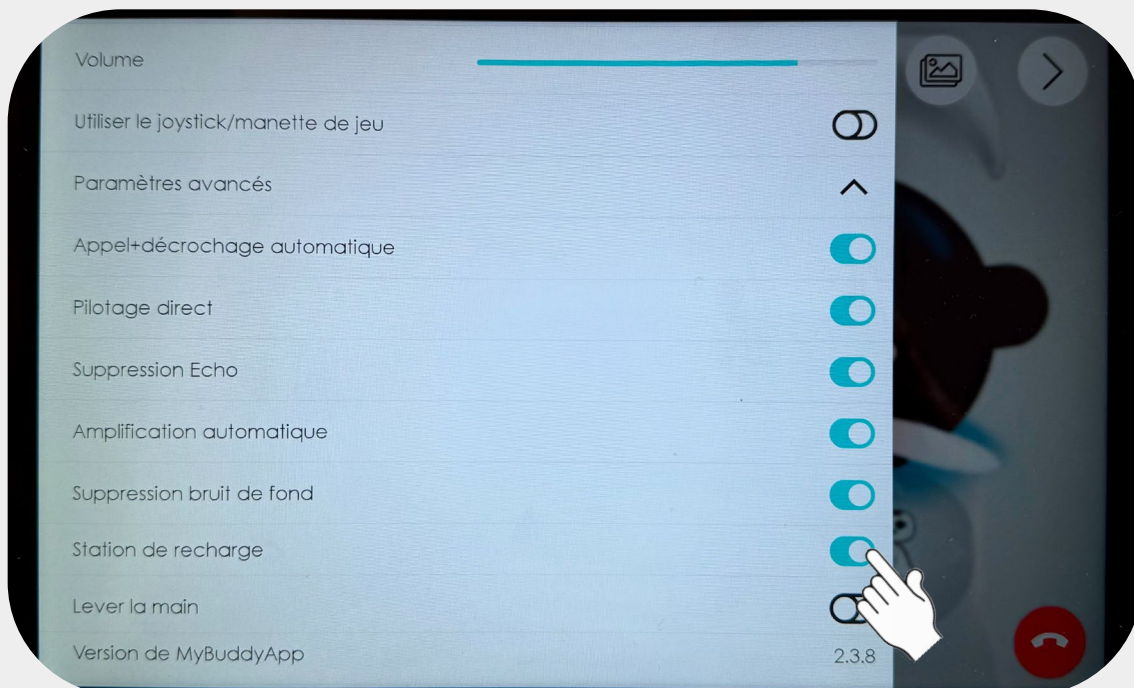 Volume
Utiliser le joystick/manette de jeu
Paramètres avancés
Appel+décrochage automatique
Pilotage direct
Suppression Echo
Amplification automatique
Suppression bruit de fond
Station de recharge
Lever la main
Version de MyBuddyApp 2.3.8